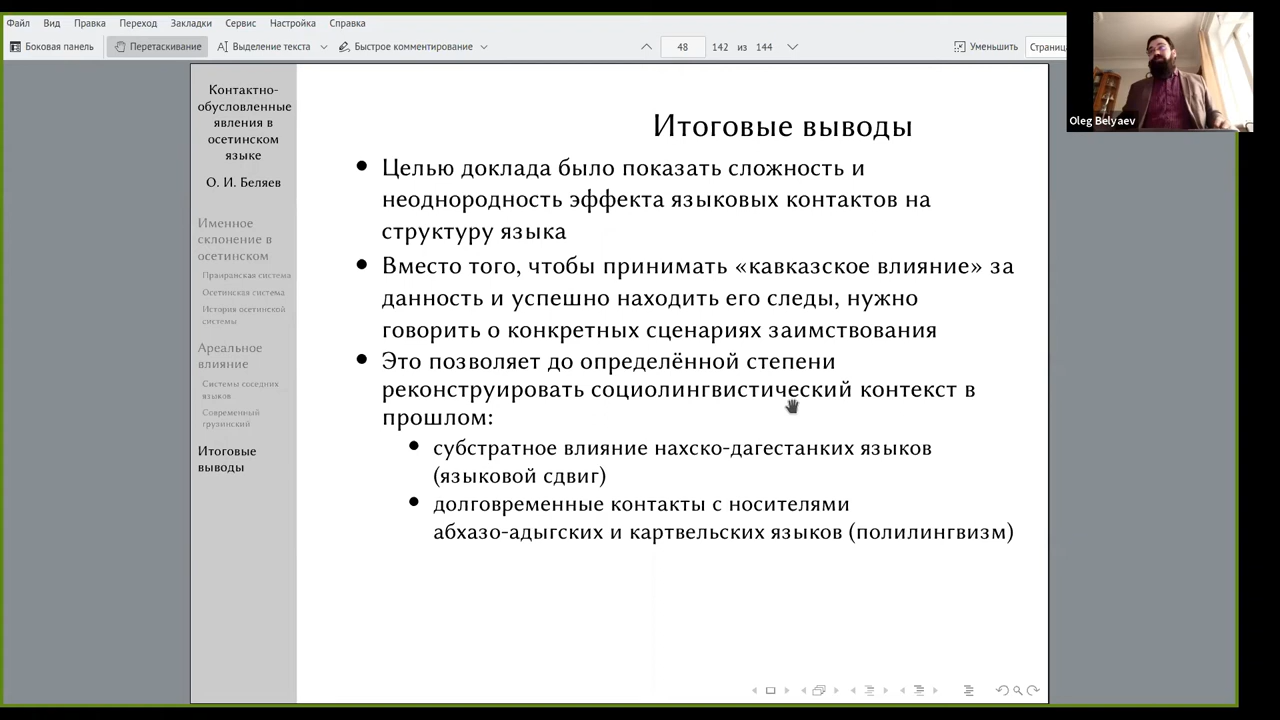 Файл Вид Правка Переход Закладки Сервис Настройка Справка
Боковая панель Перетаскивание Выделение текста Быстрое комментирование 48 142 из 144 Уменьшить Страница
Oleg Belyaev
Контактно-
обусловленные
явления в
осетинском
языке
О. И. Беляев
Именное
склонение в
осетинском
Праиранская система
Осетинская система
История осетинской
системы
Ареальное
влияние
Системы соседних
языков
Современный
грузинский
Итоговые
выводы
Итоговые выводы
• Целью доклада было показать сложность и
неоднородность эффекта языковых контактов на
структуру языка
• Вместо того, чтобы принимать «кавказское влияние» за
данность и успешно находить его следы, нужно
говорить о конкретных сценариях заимствования
• Это позволяет до определённой степени
реконструировать социолингвистический контекст в
прошлом:
• субстратное влияние нахско-дагестанких языков
(языковой сдвиг)
• долговременные контакты с носителями
абхазо-адыгских и картвельских языков (полилингвизм)